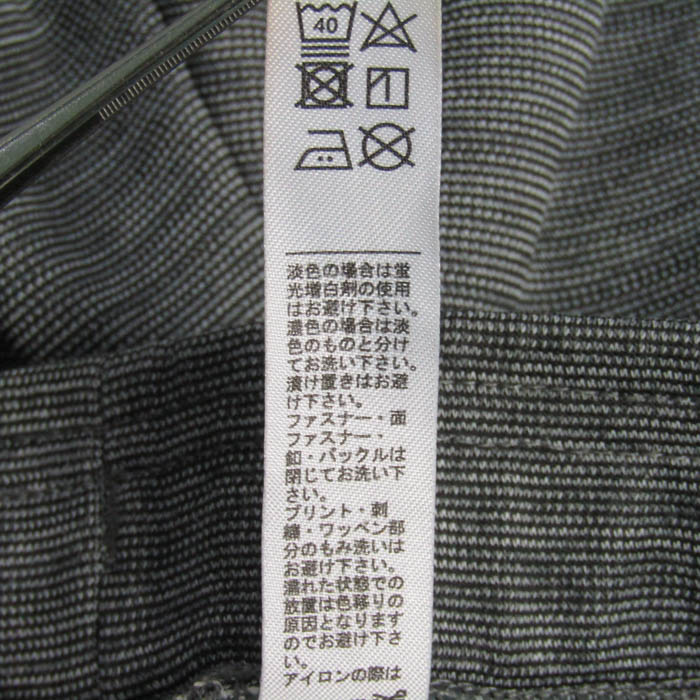 40
淡色の場合は蛍
光増白剤の使用
はお避け下さい。
濃色の場合は淡
色のものと分け
てお洗い下さい。
漬け置きはお避
け下さい。
ファスナー・面
ファスナー・
釦・バックルは
閉じてお洗い下
さい。
プリント・刺
繍・ワッペン部
分のもみ洗いは
お避け下さい。
濡れた状態での
放置は色移りの
原因となります
のでお避け下さ
い。
アイロンの際は